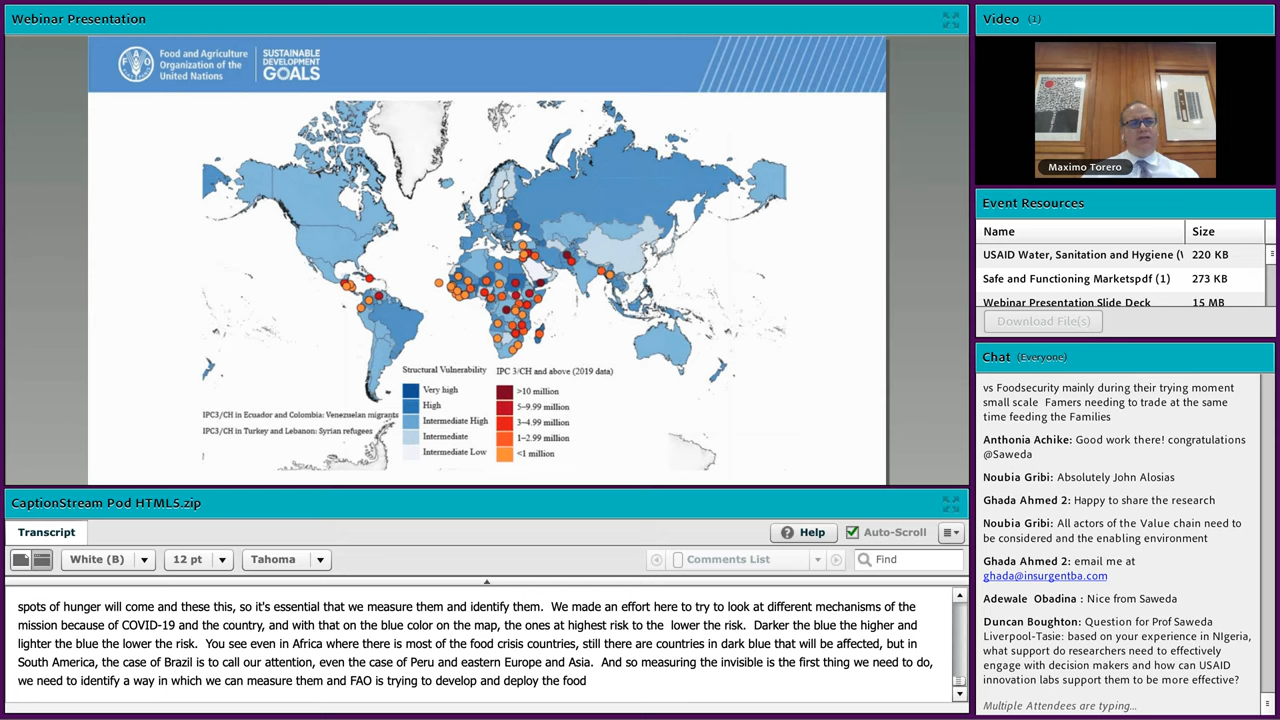 Webinar Presentation
Food and Agriculture
Organization of the
United Nations
SUSTAINABLE
DEVELOPMENT
GOALS
FAO
Structural Vulnerability
Very high
High
Intermediate High
Intermediate
Intermediate Low
IPC 3/CH and above (2019 data)
>10 million
5–9.99 million
3–4.99 million
1–2.99 million
<1 million
IPC3/CH in Ecuador and Colombia: Venezuelan migrants
IPC3/CH in Turkey and Lebanon: Syrian refugees
CaptionStream Pod HTML5.zip
Transcript
Help
Auto-Scroll
White (B)
12 pt
Tahoma
Comments List
Find
spots of hunger will come and these this, so it's essential that we measure them and identify them.  We made an effort here to try to look at different mechanisms of the
mission because of COVID-19 and the country, and with that on the blue color on the map, the ones at highest risk to the  lower the risk.  Darker the blue the higher and
lighter the blue the lower the risk.  You see even in Africa where there is most of the food crisis countries, still there are countries in dark blue that will be affected, but in
South America, the case of Brazil is to call our attention, even the case of Peru and eastern Europe and Asia.  And so measuring the invisible is the first thing we need to do,
we need to identify a way in which we can measure them and FAO is trying to develop and deploy the food
Video (1)
Maximo Torero
Event Resources
Name Size
USAID Water, Sanitation and Hygiene (\ 220 KB
Safe and Functioning Marketspdf (1) 273 KB
Webinar Presentation Slide Deck 15 MB
Download File(s)
Chat (Everyone)
vs Foodsecurity mainly during their trying moment
small scale  Famers needing to trade at the same
time feeding the Families
Anthonia Achike: Good work there! congratulations
@Saweda
Noubia Gribi: Absolutely John Alosias
Ghada Ahmed 2: Happy to share the research
Noubia Gribi: All actors of the Value chain need to
be considered and the enabling environment
Ghada Ahmed 2: email me at
ghada@insurgentba.com
Adewale Obadina : Nice from Saweda
Duncan Boughton: Question for Prof Saweda
Liverpool-Tasie: based on your experience in NIgeria,
what support do researchers need to effectively
engage with decision makers and how can USAID
innovation labs support them to be more effective?
Multiple Attendees are typing...